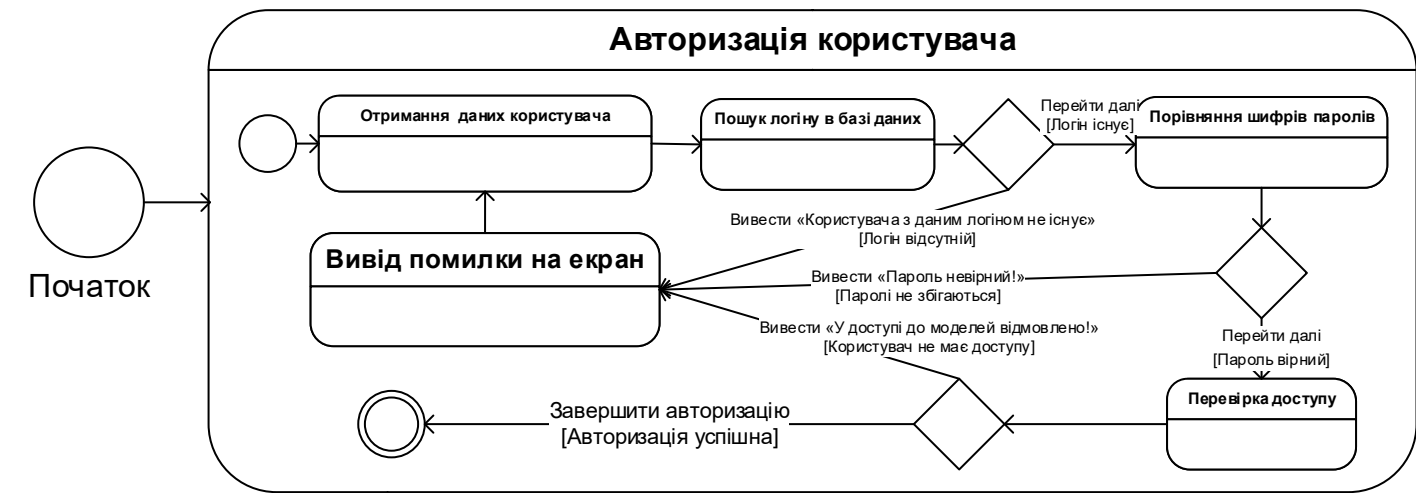 Авторизація користувача
Початок
Отримання даних користувача
Пошук логіну в базі даних
Перейти далі
[Логін існує]
Порівняння шифрів паролів
Вивести «Користувача з даним логіном не існує»
[Логін відсутній]
Вивід помилки на екран
Вивести «Пароль невірний!»
[Паролі не збігаються]
Вивести «У доступі до моделей відмовлено!»
[Користувач не має доступу]
Перейти далі
[Пароль вірний]
Перевірка доступу
Завершити авторизацію
[Авторизація успішна]